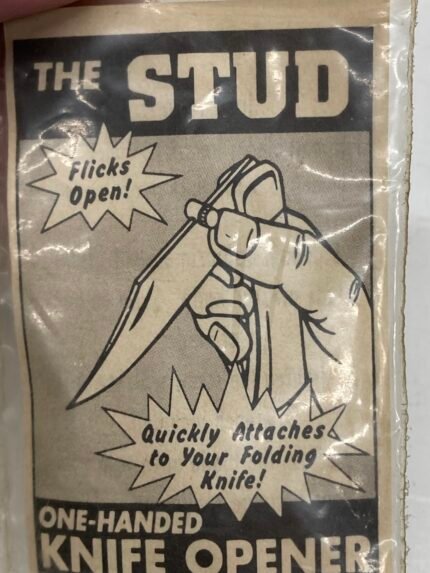 THE STUD
Flicks
Open!
Quickly Attaches
to Your Folding
Knife!
ONE-HANDED
KNIFE OPENER